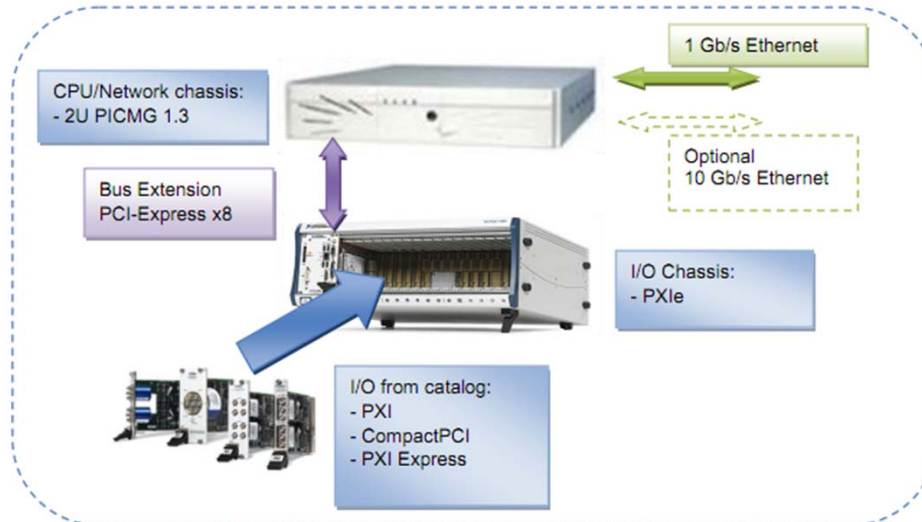 1 Gb/s Ethernet
CPU/Network chassis:
- 2U PICMG 1.3
Optional
10 Gb/s Ethernet
Bus Extension
PCI-Express x8
I/O Chassis:
- PXIe
I/O from catalog:
- PXI
- CompactPCI
- PXI Express